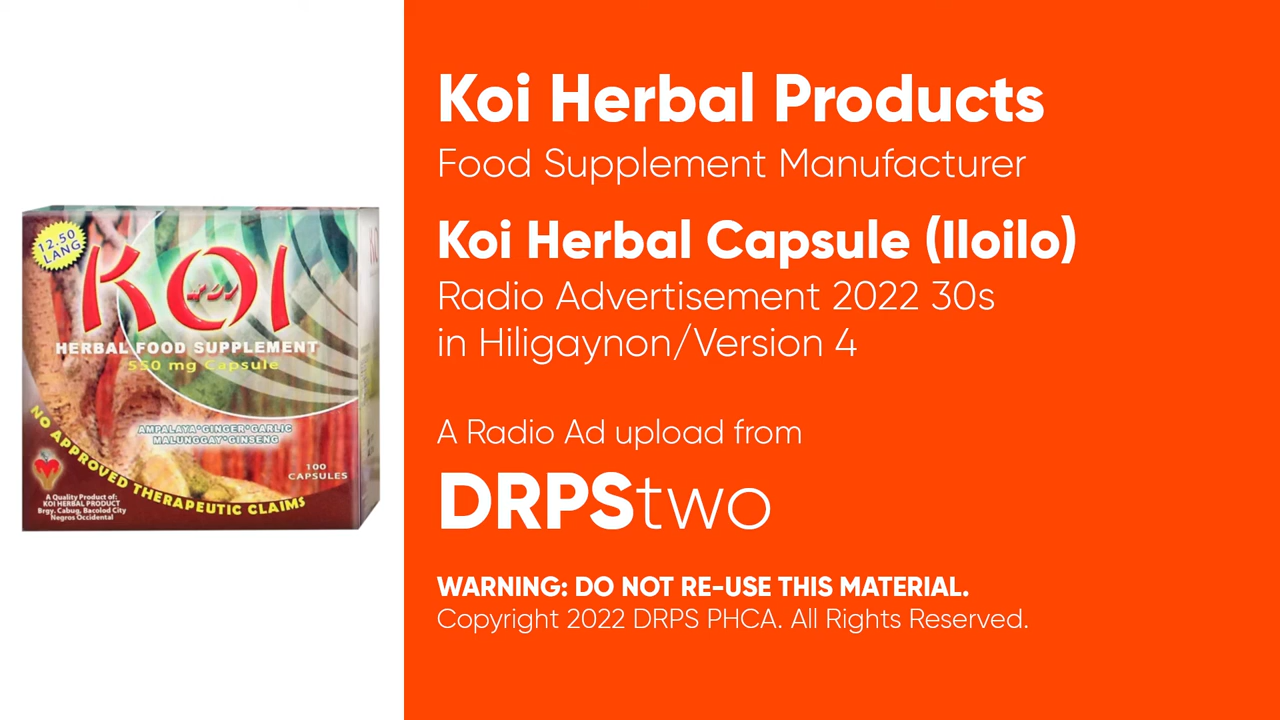 12.50
LANG
KOI
HERBAL FOOD SUPPLEMENT
550 mg Capsule
AMPALAYA*GINGER*GARLIC
MALUNGGAY*GINSENG
100
CAPSULES
NO APPROVED THERAPEUTIC CLAIMS
A Quality Product of:
KOI HERBAL PRODUCT
Brgy. Cabug, Bacolod City
Negros Occidental
Koi Herbal Products
Food Supplement Manufacturer
Koi Herbal Capsule (Iloilo)
Radio Advertisement 2022 30s
in Hiligaynon/Version 4
A Radio Ad upload from
DRPStwo
WARNING: DO NOT RE-USE THIS MATERIAL.
Copyright 2022 DRPS PHCA. All Rights Reserved.